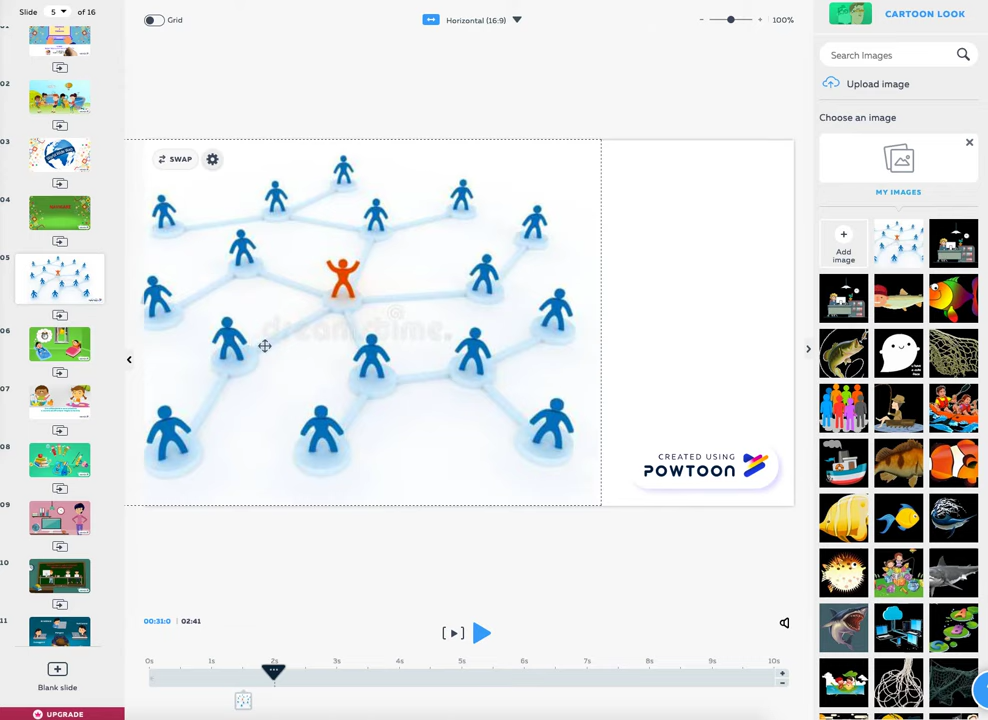 Slide 5 of 16
Grid
Horizontal (16:9)
- + 100%
CARTOON LOOK
Search Images
Upload image
Choose an image
MY IMAGES
+
Add
image
01
02
03
04
05
06
07
08
09
10
11
SWAP
dreamstime.
CREATED USING
POWTOON
00:31:0 | 02:41
0s 1s 2s 3s 4s 5s 6s 7s 8s 9s 10s
+
-
Blank slide
UPGRADE